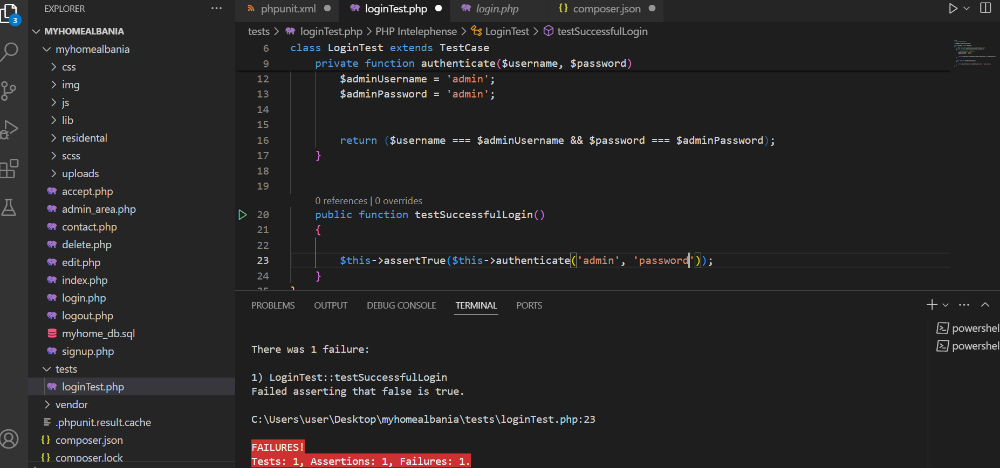 EXPLORER
3
MYHOMEALBANIA
myhomealbania
css
img
js
lib
residental
scss
uploads
accept.php
admin_area.php
contact.php
delete.php
edit.php
index.php
login.php
logout.php
myhome_db.sql
signup.php
tests
loginTest.php
vendor
.phpunit.result.cache
composer.json
composer.lock
phpunit.xml
loginTest.php
login.php
composer.json
tests > loginTest.php > PHP Intelephense > LoginTest > testSuccessfulLogin
6 class LoginTest extends TestCase
9 private function authenticate($username, $password)
12 $adminUsername = 'admin';
13 $adminPassword = 'admin';
14
15
16 return ($username === $adminUsername && $password === $adminPassword);
17 }
18
19
0 references | 0 overrides
20 public function testSuccessfulLogin()
21 {
22
23 $this->assertTrue($this->authenticate('admin', 'password'));
24 }
25 }
PROBLEMS OUTPUT DEBUG CONSOLE TERMINAL PORTS
There was 1 failure:
1) LoginTest::testSuccessfulLogin
Failed asserting that false is true.
C:\Users\user\Desktop\myhomealbania\tests\loginTest.php:23
FAILURES!
Tests: 1, Assertions: 1, Failures: 1.
powershel
powershel